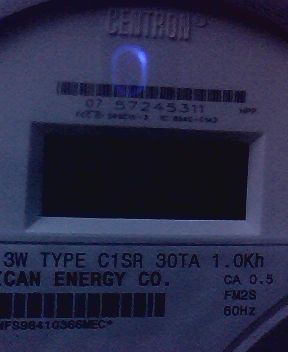 CENTRON
07 57245311
3W TYPE C1SR 30TA 1.0Kh
CAN ENERGY CO.
CA 0.5
FM2S
60Hz